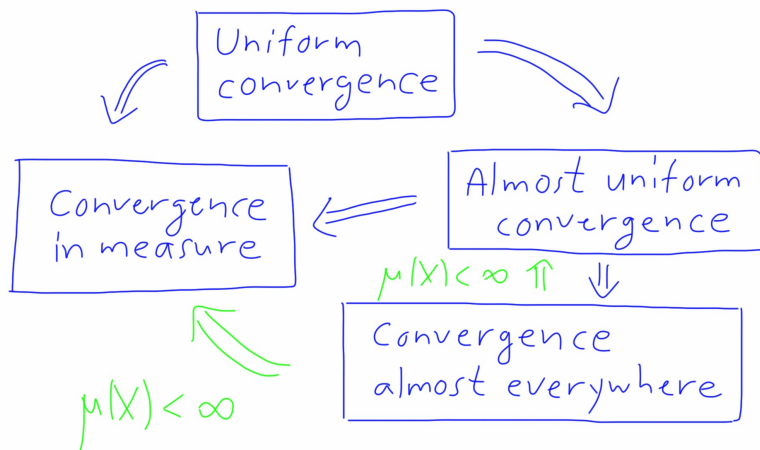 Uniform
convergence
Almost uniform
convergence
Convergence
in measure
μ(X) < ∞ ⇑ ⇓
Convergence
almost everywhere
μ(X) < ∞